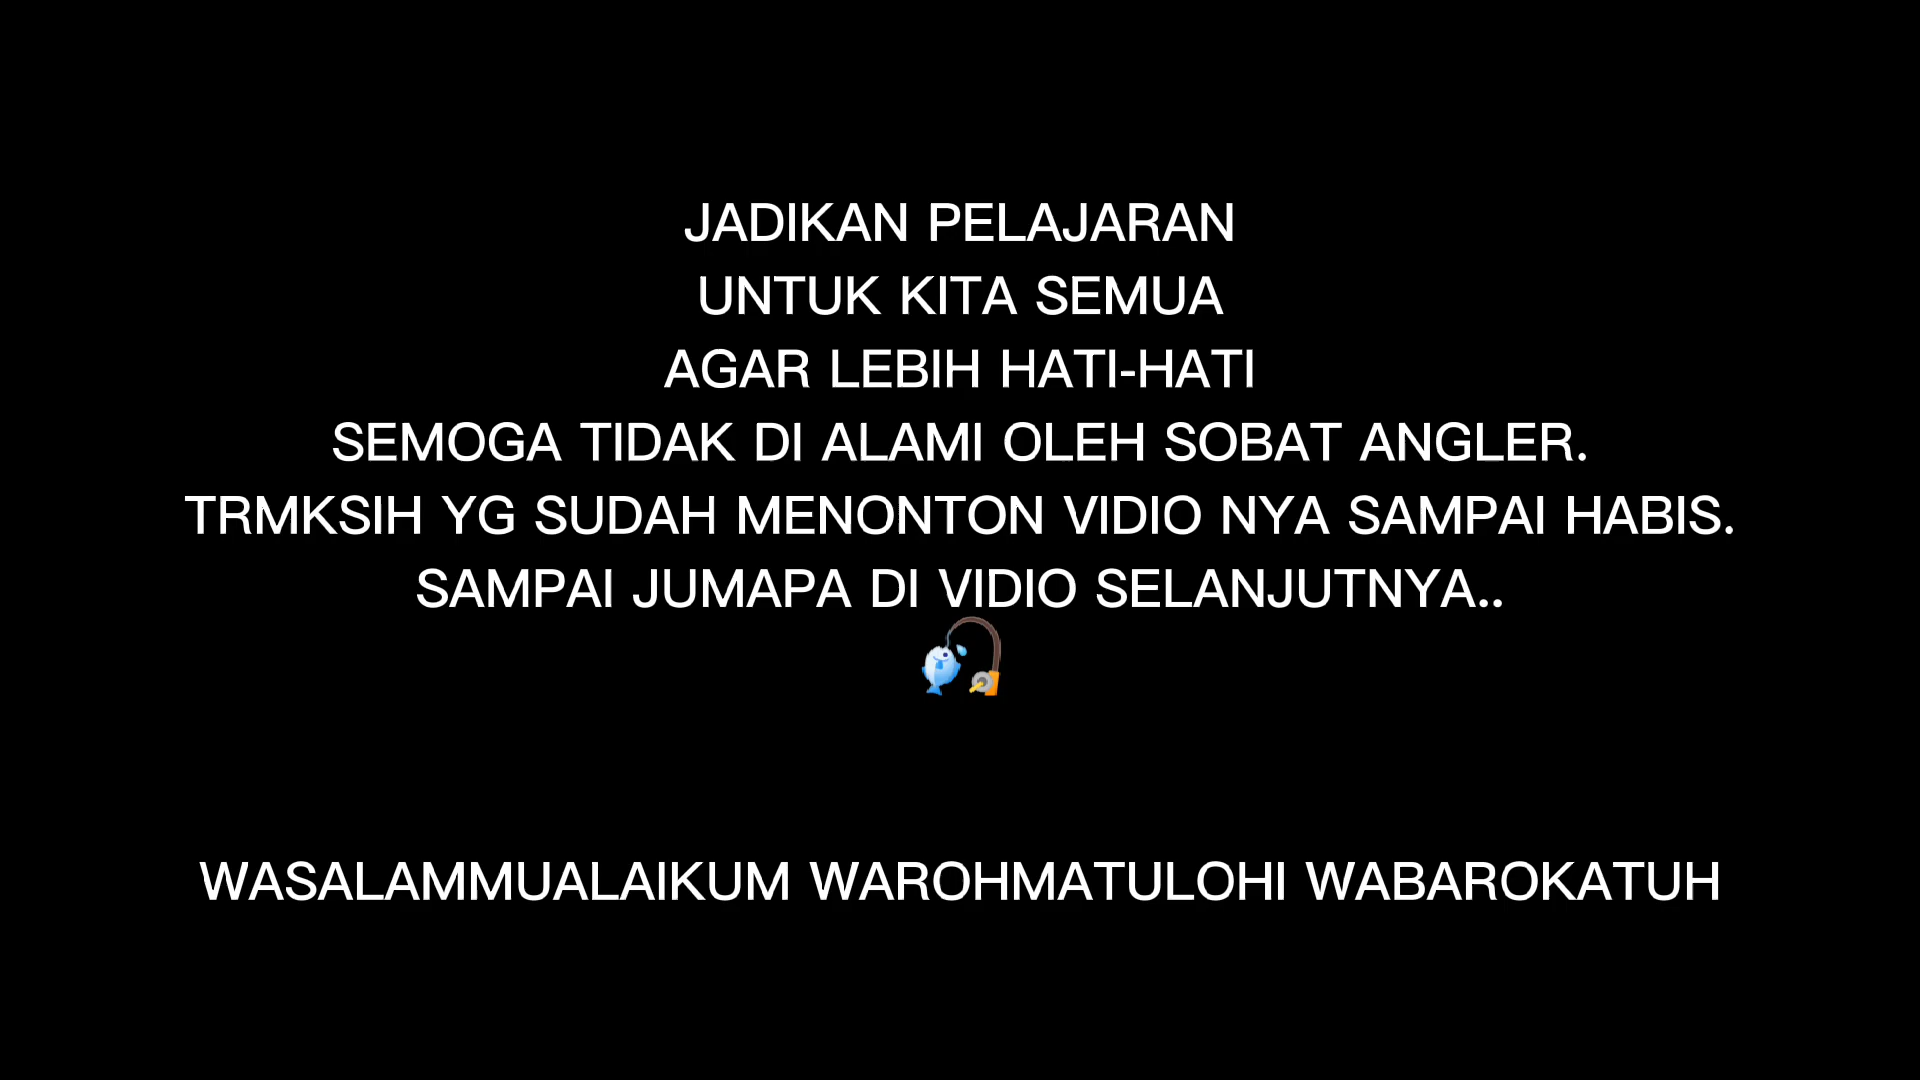 JADIKAN PELAJARAN
UNTUK KITA SEMUA
AGAR LEBIH HATI-HATI
SEMOGA TIDAK DI ALAMI OLEH SOBAT ANGLER.
TRMKSIH YG SUDAH MENONTON VIDIO NYA SAMPAI HABIS.
SAMPAI JUMAPA DI VIDIO SELANJUTNYA..
🎣
WASALAMMUALAIKUM WAROHMATULOHI WABAROKATUH